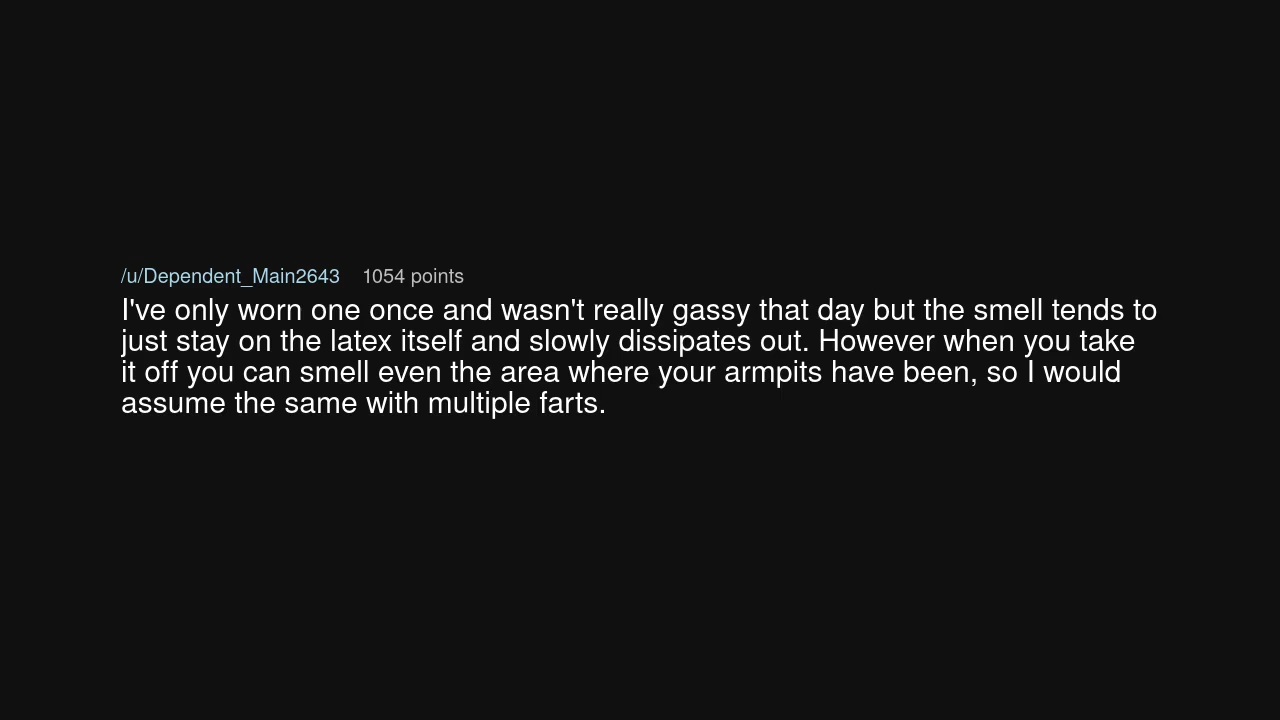 /u/Dependent_Main2643 1054 points
I've only worn one once and wasn't really gassy that day but the smell tends to
just stay on the latex itself and slowly dissipates out. However when you take
it off you can smell even the area where your armpits have been, so I would
assume the same with multiple farts.